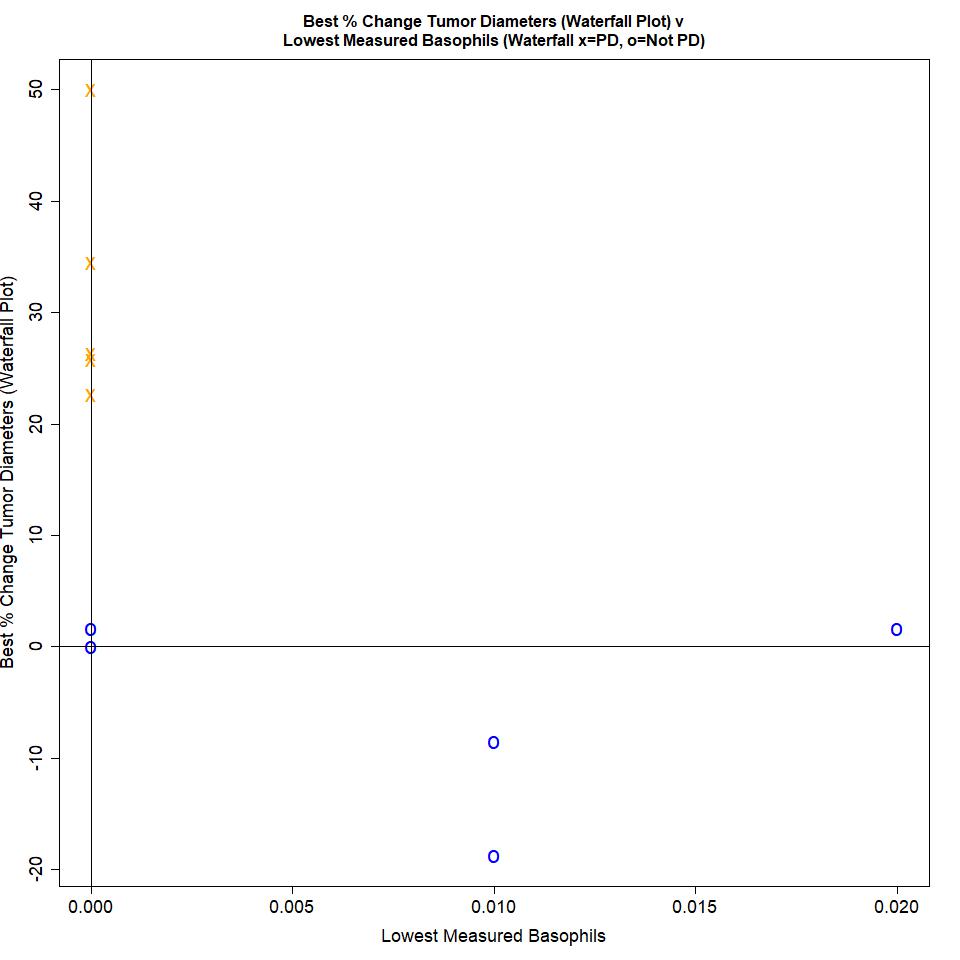 Best % Change Tumor Diameters (Waterfall Plot) v
Lowest Measured Basophils (Waterfall x=PD, o=Not PD)
Best % Change Tumor Diameters (Waterfall Plot)
50
40
30
20
10
0
-10
-20
X
X
X
X
X
O
O
O
O
O
0.000 0.005 0.010 0.015 0.020
Lowest Measured Basophils